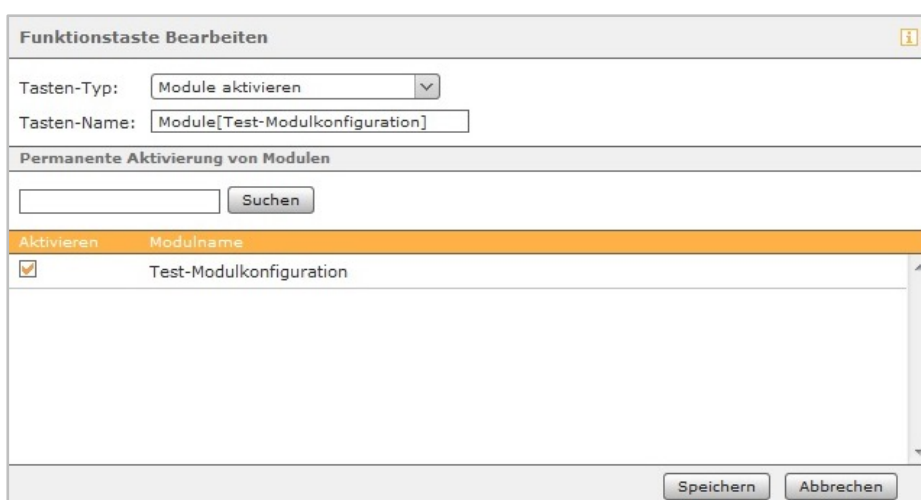 Funktionstaste Bearbeiten
Tasten-Typ: Module aktivieren
Tasten-Name: Module[Test-Modulkonfiguration]
Permanente Aktivierung von Modulen
Suchen
Aktivieren Modulname
Test-Modulkonfiguration
Speichern Abbrechen